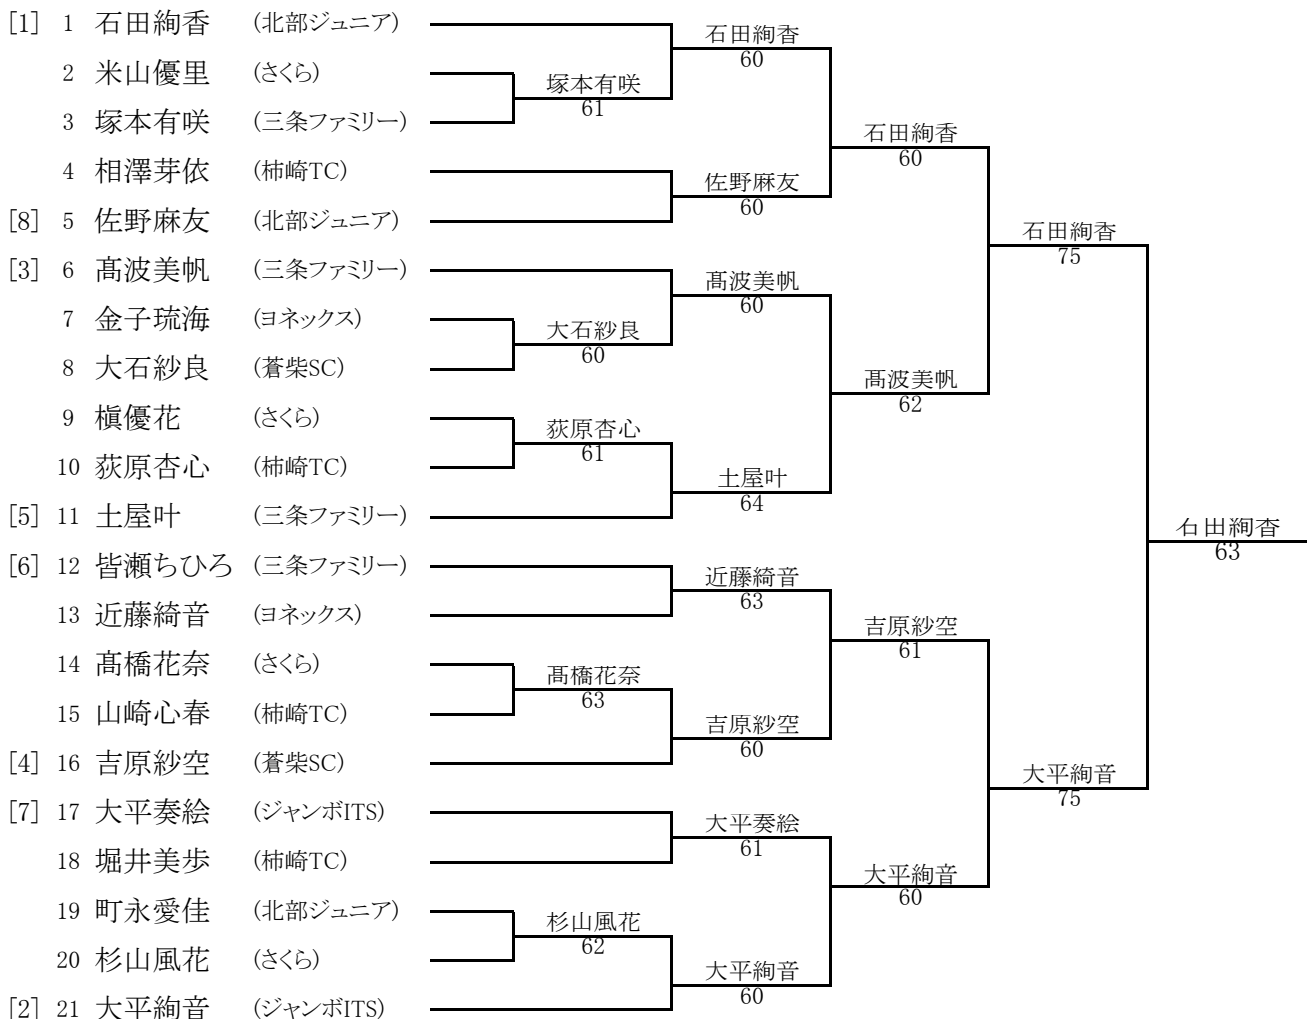 [1] 1 石田絢香 (北部ジュニア)
2 米山優里 (さくら)
3 塚本有咲 (三条ファミリー)
4 相澤芽依 (柿崎TC)
[8] 5 佐野麻友 (北部ジュニア)
[3] 6 髙波美帆 (三条ファミリー)
7 金子琉海 (ヨネックス)
8 大石紗良 (蒼柴SC)
9 槇優花 (さくら)
10 荻原杏心 (柿崎TC)
[5] 11 土屋叶 (三条ファミリー)
[6] 12 皆瀬ちひろ (三条ファミリー)
13 近藤綺音 (ヨネックス)
14 髙橋花奈 (さくら)
15 山崎心春 (柿崎TC)
[4] 16 吉原紗空 (蒼柴SC)
[7] 17 大平奏絵 (ジャンボITS)
18 堀井美歩 (柿崎TC)
19 町永愛佳 (北部ジュニア)
20 杉山風花 (さくら)
[2] 21 大平絢音 (ジャンボITS)
塚本有咲
61
大石紗良
60
荻原杏心
61
髙橋花奈
63
杉山風花
62
石田絢香
60
佐野麻友
60
髙波美帆
60
土屋叶
64
近藤綺音
63
吉原紗空
60
大平奏絵
61
大平絢音
60
石田絢香
60
髙波美帆
62
吉原紗空
61
大平絢音
60
石田絢香
75
大平絢音
75
石田絢香
63